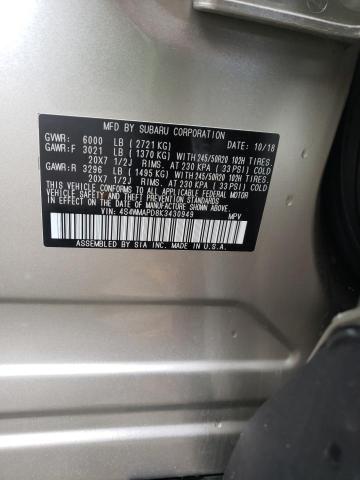 MFD BY SUBARU CORPORATION
GVWR: 6000 LB (2721 KG) DATE: 10/18
GAWR:F 3021 LB (1370 KG) WITH 245/50R20 102H TIRES,
20X7 1/2J RIMS, AT 230 KPA (33 PSI) COLD
GAWR:R 3296 LB (1495 KG) WITH 245/50R20 102H TIRES,
20X7 1/2J RIMS, AT 230 KPA (33 PSI) COLD
THIS VEHICLE CONFORMS TO ALL APPLICABLE FEDERAL MOTOR
VEHICLE SAFETY AND THEFT PREVENTION STANDARDS
IN EFFECT ON THE DATE OF MANUFACTURE SHOWN ABOVE.
VIN: 4S4WMAPD8K3430949 MPV
ASSEMBLED BY SIA INC. MADE IN U.S.A.